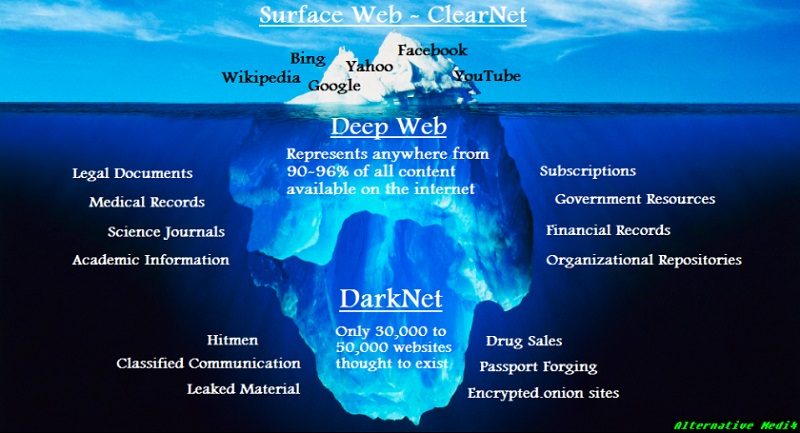 Surface Web ~ ClearNet
Facebook
Bing
Yahoo
Wikipedia
Google
YouTube
Deep Web
Represents anywhere from
90~96% of all content
available on the internet
Legal Documents
Medical Records
Science Journals
Academic Information
Subscriptions
Government Resources
Financial Records
Organizational Repositories
DarkNet
Only 30,000 to
50,000 websites
thought to exist
Hitmen
Classified Communication
Leaked Material
Drug Sales
Passport Forging
Encrypted.onion sites
Alternative Medi4